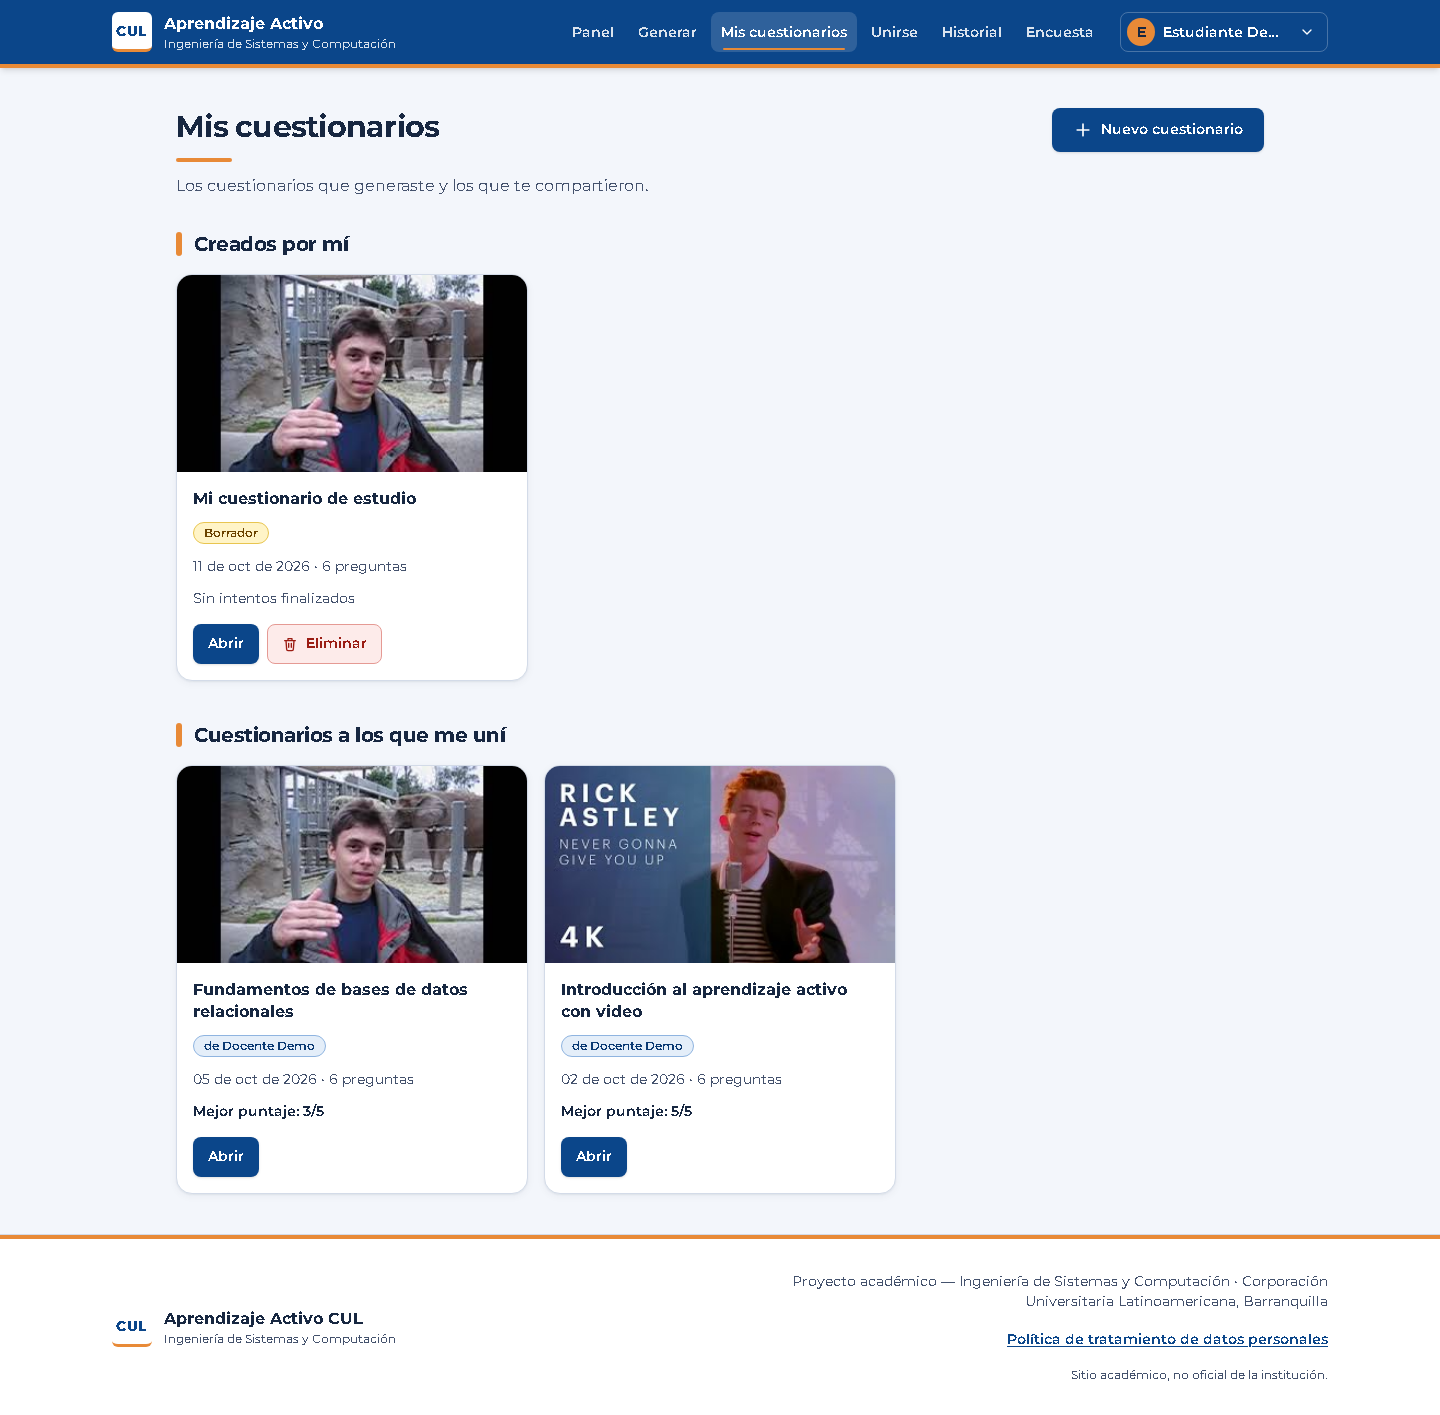 CUL
Aprendizaje Activo
Ingeniería de Sistemas y Computación
Panel
Generar
Mis cuestionarios
Unirse
Historial
Encuesta
E
Estudiante De...
Mis cuestionarios
Nuevo cuestionario
Los cuestionarios que generaste y los que te compartieron.
Creados por mí
Mi cuestionario de estudio
Borrador
11 de oct de 2026 · 6 preguntas
Sin intentos finalizados
Abrir
Eliminar
Cuestionarios a los que me uní
Fundamentos de bases de datos
relacionales
de Docente Demo
05 de oct de 2026 · 6 preguntas
Mejor puntaje: 3/5
Abrir
RICK
ASTLEY
NEVER GONNA
GIVE YOU UP
4K
Introducción al aprendizaje activo
con video
de Docente Demo
02 de oct de 2026 · 6 preguntas
Mejor puntaje: 5/5
Abrir
CUL
Aprendizaje Activo CUL
Ingeniería de Sistemas y Computación
Proyecto académico — Ingeniería de Sistemas y Computación · Corporación
Universitaria Latinoamericana, Barranquilla
Política de tratamiento de datos personales
Sitio académico, no oficial de la institución.